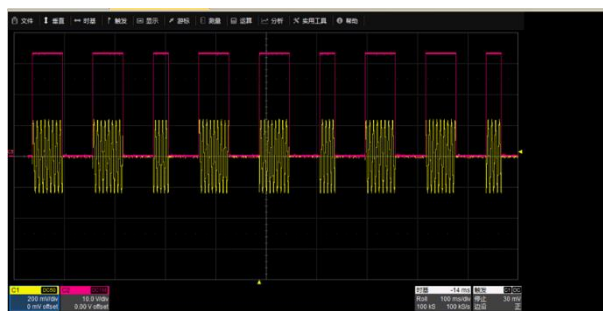 文件 垂直 时基 触发 显示 游标 测量 运算 分析 实用工具 帮助
C2
C1 DC50
200 mV/div 10.0 V/div
0 mV offset 0.00 V offset
时基 -14 ms 触发
Roll 100 ms/div 停止 30 mV
100 kS 100 kS/s 边沿 正